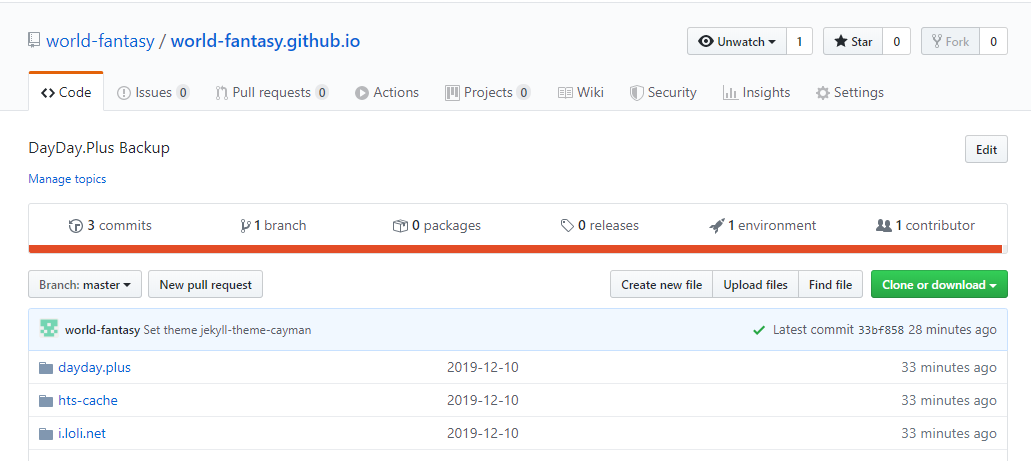 world-fantasy / world-fantasy.github.io Unwatch 1 Star 0 Fork 0
Code Issues 0 Pull requests 0 Actions Projects 0 Wiki Security Insights Settings
DayDay.Plus Backup Edit
Manage topics
3 commits 1 branch 0 packages 0 releases 1 environment 1 contributor
Branch: master New pull request Create new file Upload files Find file Clone or download
world-fantasy Set theme jekyll-theme-cayman Latest commit 33bf858 28 minutes ago
dayday.plus 2019-12-10 33 minutes ago
hts-cache 2019-12-10 33 minutes ago
i.loli.net 2019-12-10 33 minutes ago